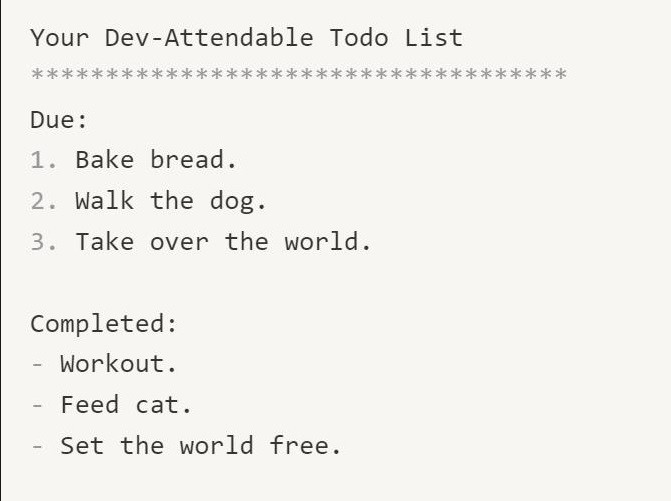 Your Dev-Attendable Todo List
************************************
Due:
1. Bake bread.
2. Walk the dog.
3. Take over the world.
Completed:
- Workout.
- Feed cat.
- Set the world free.